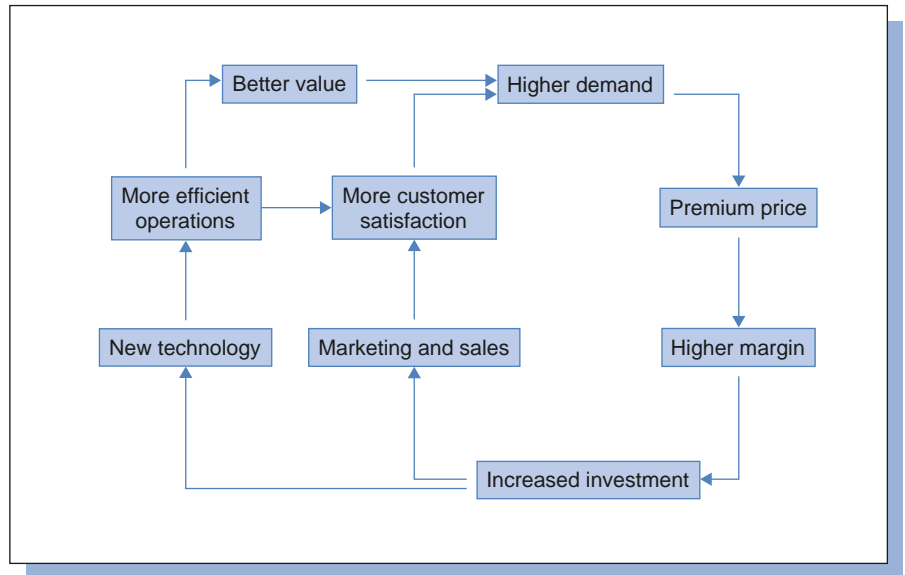 Better value
Higher demand
More efficient
operations
More customer
satisfaction
Premium price
New technology
Marketing and sales
Higher margin
Increased investment